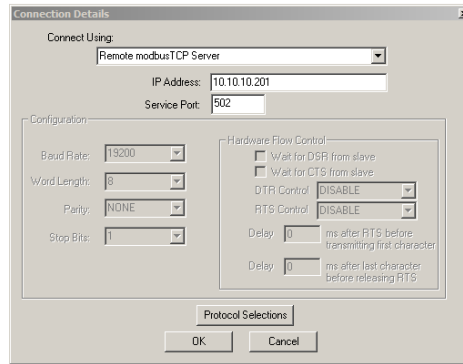 Connection Details
Connect Using:
Remote modbusTCP Server
IP Address: 10.10.10.201
Service Port: 502
Configuration
Baud Rate: 19200
Word Length: 8
Parity: NONE
Stop Bits: 1
Hardware Flow Control
Wait for DSR from slave
Wait for CTS from slave
DTR Control DISABLE
RTS Control DISABLE
Delay 0 ms after RTS before
transmitting first character
Delay 0 ms after last character
before releasing RTS
Protocol Selections
OK Cancel